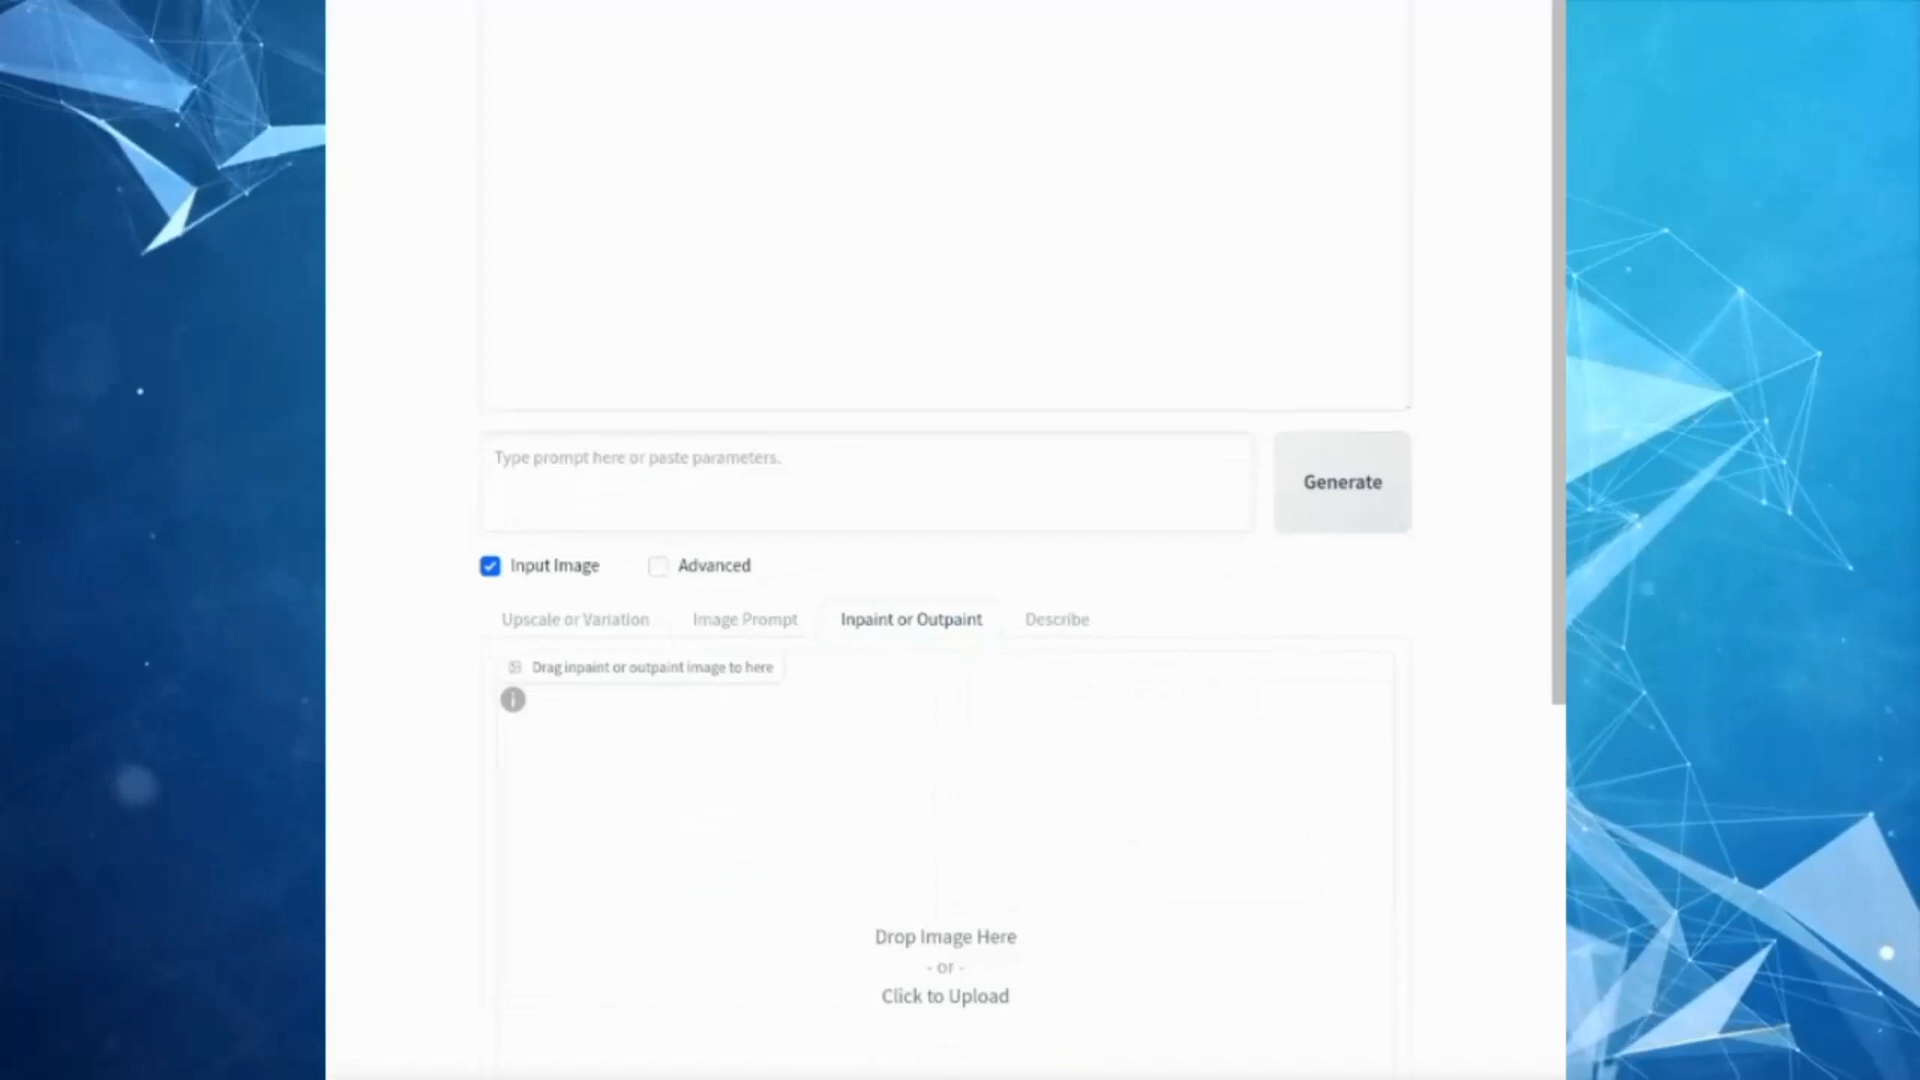 Type prompt here or paste parameters.
Generate
Input Image
Advanced
Upscale or Variation
Image Prompt
Inpaint or Outpaint
Describe
Drag inpaint or outpaint image to here
Drop Image Here
- or -
Click to Upload